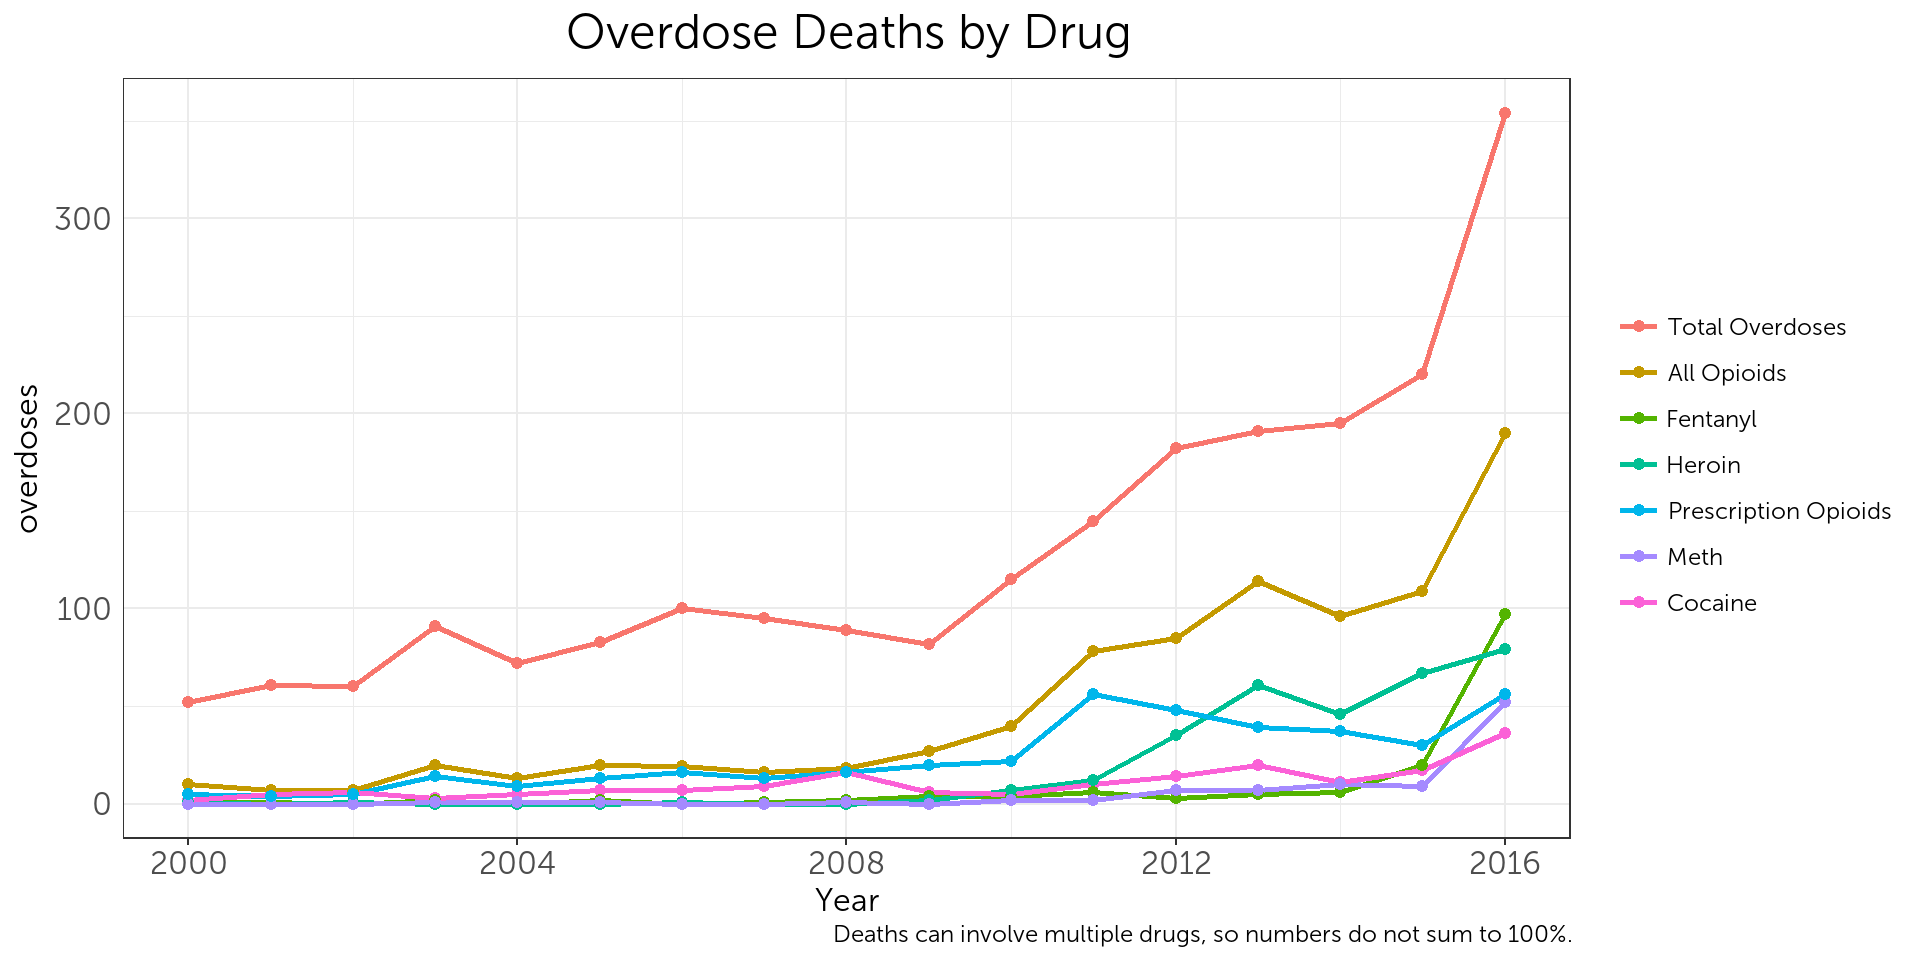 Overdose Deaths by Drug
overdoses
300
200
100
0
2000 2004 2008 2012 2016
Year
Deaths can involve multiple drugs, so numbers do not sum to 100%.
Total Overdoses
All Opioids
Fentanyl
Heroin
Prescription Opioids
Meth
Cocaine